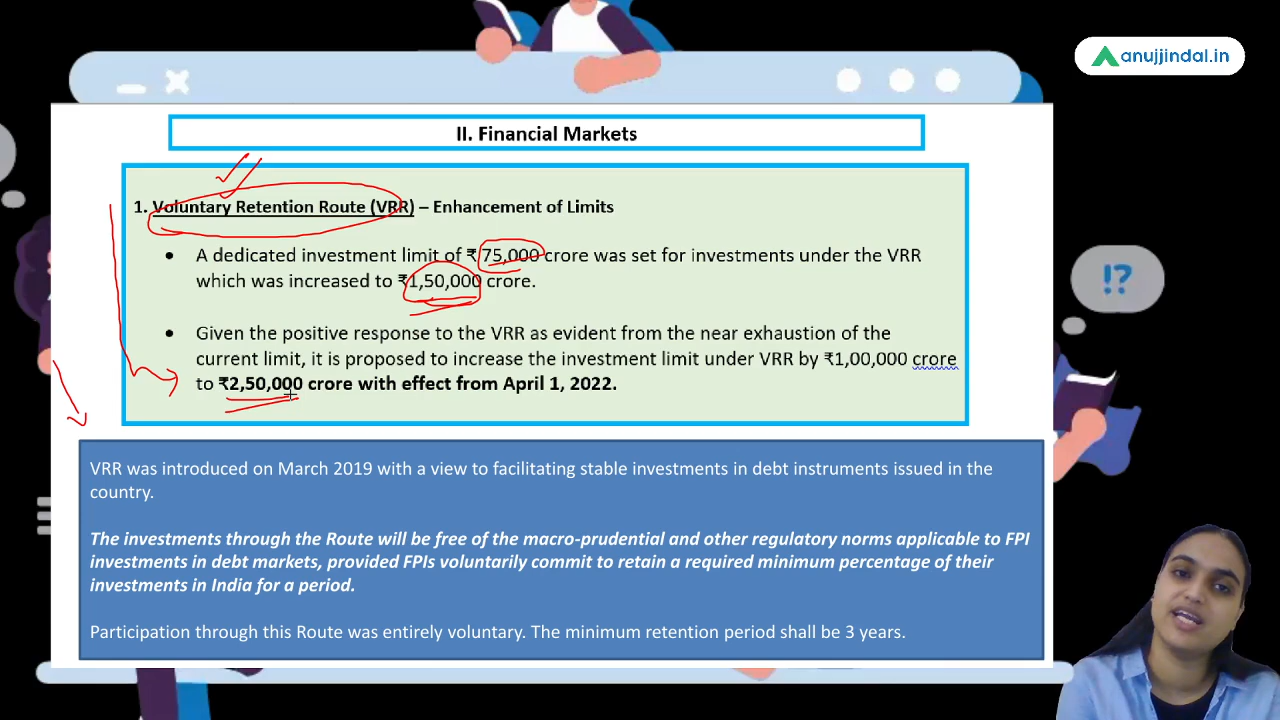 anujjindal.in
II. Financial Markets
1. Voluntary Retention Route (VRR) – Enhancement of Limits
• A dedicated investment limit of ₹ 75,000 crore was set for investments under the VRR
which was increased to ₹1,50,000 crore.
• Given the positive response to the VRR as evident from the near exhaustion of the
current limit, it is proposed to increase the investment limit under VRR by ₹1,00,000 crore
to ₹2,50,000 crore with effect from April 1, 2022.
!?
VRR was introduced on March 2019 with a view to facilitating stable investments in debt instruments issued in the
country.
The investments through the Route will be free of the macro-prudential and other regulatory norms applicable to FPI
investments in debt markets, provided FPIs voluntarily commit to retain a required minimum percentage of their
investments in India for a period.
Participation through this Route was entirely voluntary. The minimum retention period shall be 3 years.